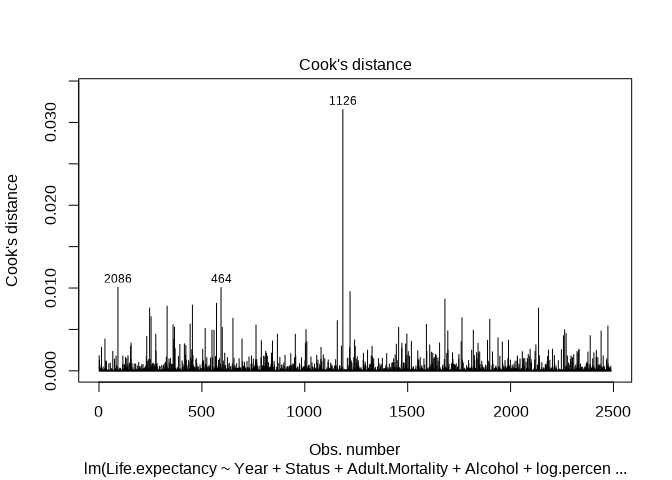 Cook's distance
1126
2086
464
Cook's distance
0.030
0.020
0.010
0.000
0 500 1000 1500 2000 2500
Obs. number
lm(Life.expectancy ~ Year + Status + Adult.Mortality + Alcohol + log.percen ...